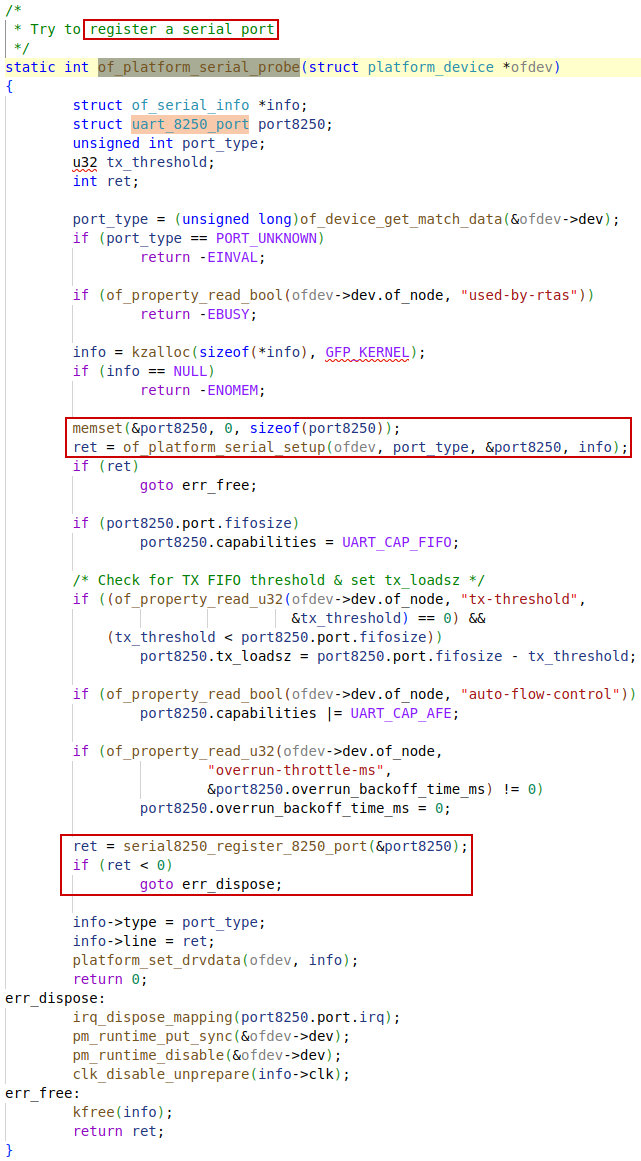 /*
 * Try to register a serial port
 */
static int of_platform_serial_probe(struct platform_device *ofdev)
{
        struct of_serial_info *info;
        struct uart_8250_port port8250;
        unsigned int port_type;
        u32 tx_threshold;
        int ret;

        port_type = (unsigned long)of_device_get_match_data(&ofdev->dev);
        if (port_type == PORT_UNKNOWN)
                return -EINVAL;

        if (of_property_read_bool(ofdev->dev.of_node, "used-by-rtas"))
                return -EBUSY;

        info = kzalloc(sizeof(*info), GFP_KERNEL);
        if (info == NULL)
                return -ENOMEM;

        memset(&port8250, 0, sizeof(port8250));
        ret = of_platform_serial_setup(ofdev, port_type, &port8250, info);
        if (ret)
                goto err_free;

        if (port8250.port.fifosize)
                port8250.capabilities = UART_CAP_FIFO;

        /* Check for TX FIFO threshold & set tx_loadsz */
        if ((of_property_read_u32(ofdev->dev.of_node, "tx-threshold",
                                  &tx_threshold) == 0) &&
            (tx_threshold < port8250.port.fifosize))
                port8250.tx_loadsz = port8250.port.fifosize - tx_threshold;

        if (of_property_read_bool(ofdev->dev.of_node, "auto-flow-control"))
                port8250.capabilities |= UART_CAP_AFE;

        if (of_property_read_u32(ofdev->dev.of_node,
                        "overrun-throttle-ms",
                        &port8250.overrun_backoff_time_ms) != 0)
                port8250.overrun_backoff_time_ms = 0;

        ret = serial8250_register_8250_port(&port8250);
        if (ret < 0)
                goto err_dispose;

        info->type = port_type;
        info->line = ret;
        platform_set_drvdata(ofdev, info);
        return 0;
err_dispose:
        irq_dispose_mapping(port8250.port.irq);
        pm_runtime_put_sync(&ofdev->dev);
        pm_runtime_disable(&ofdev->dev);
        clk_disable_unprepare(info->clk);
err_free:
        kfree(info);
        return ret;
}